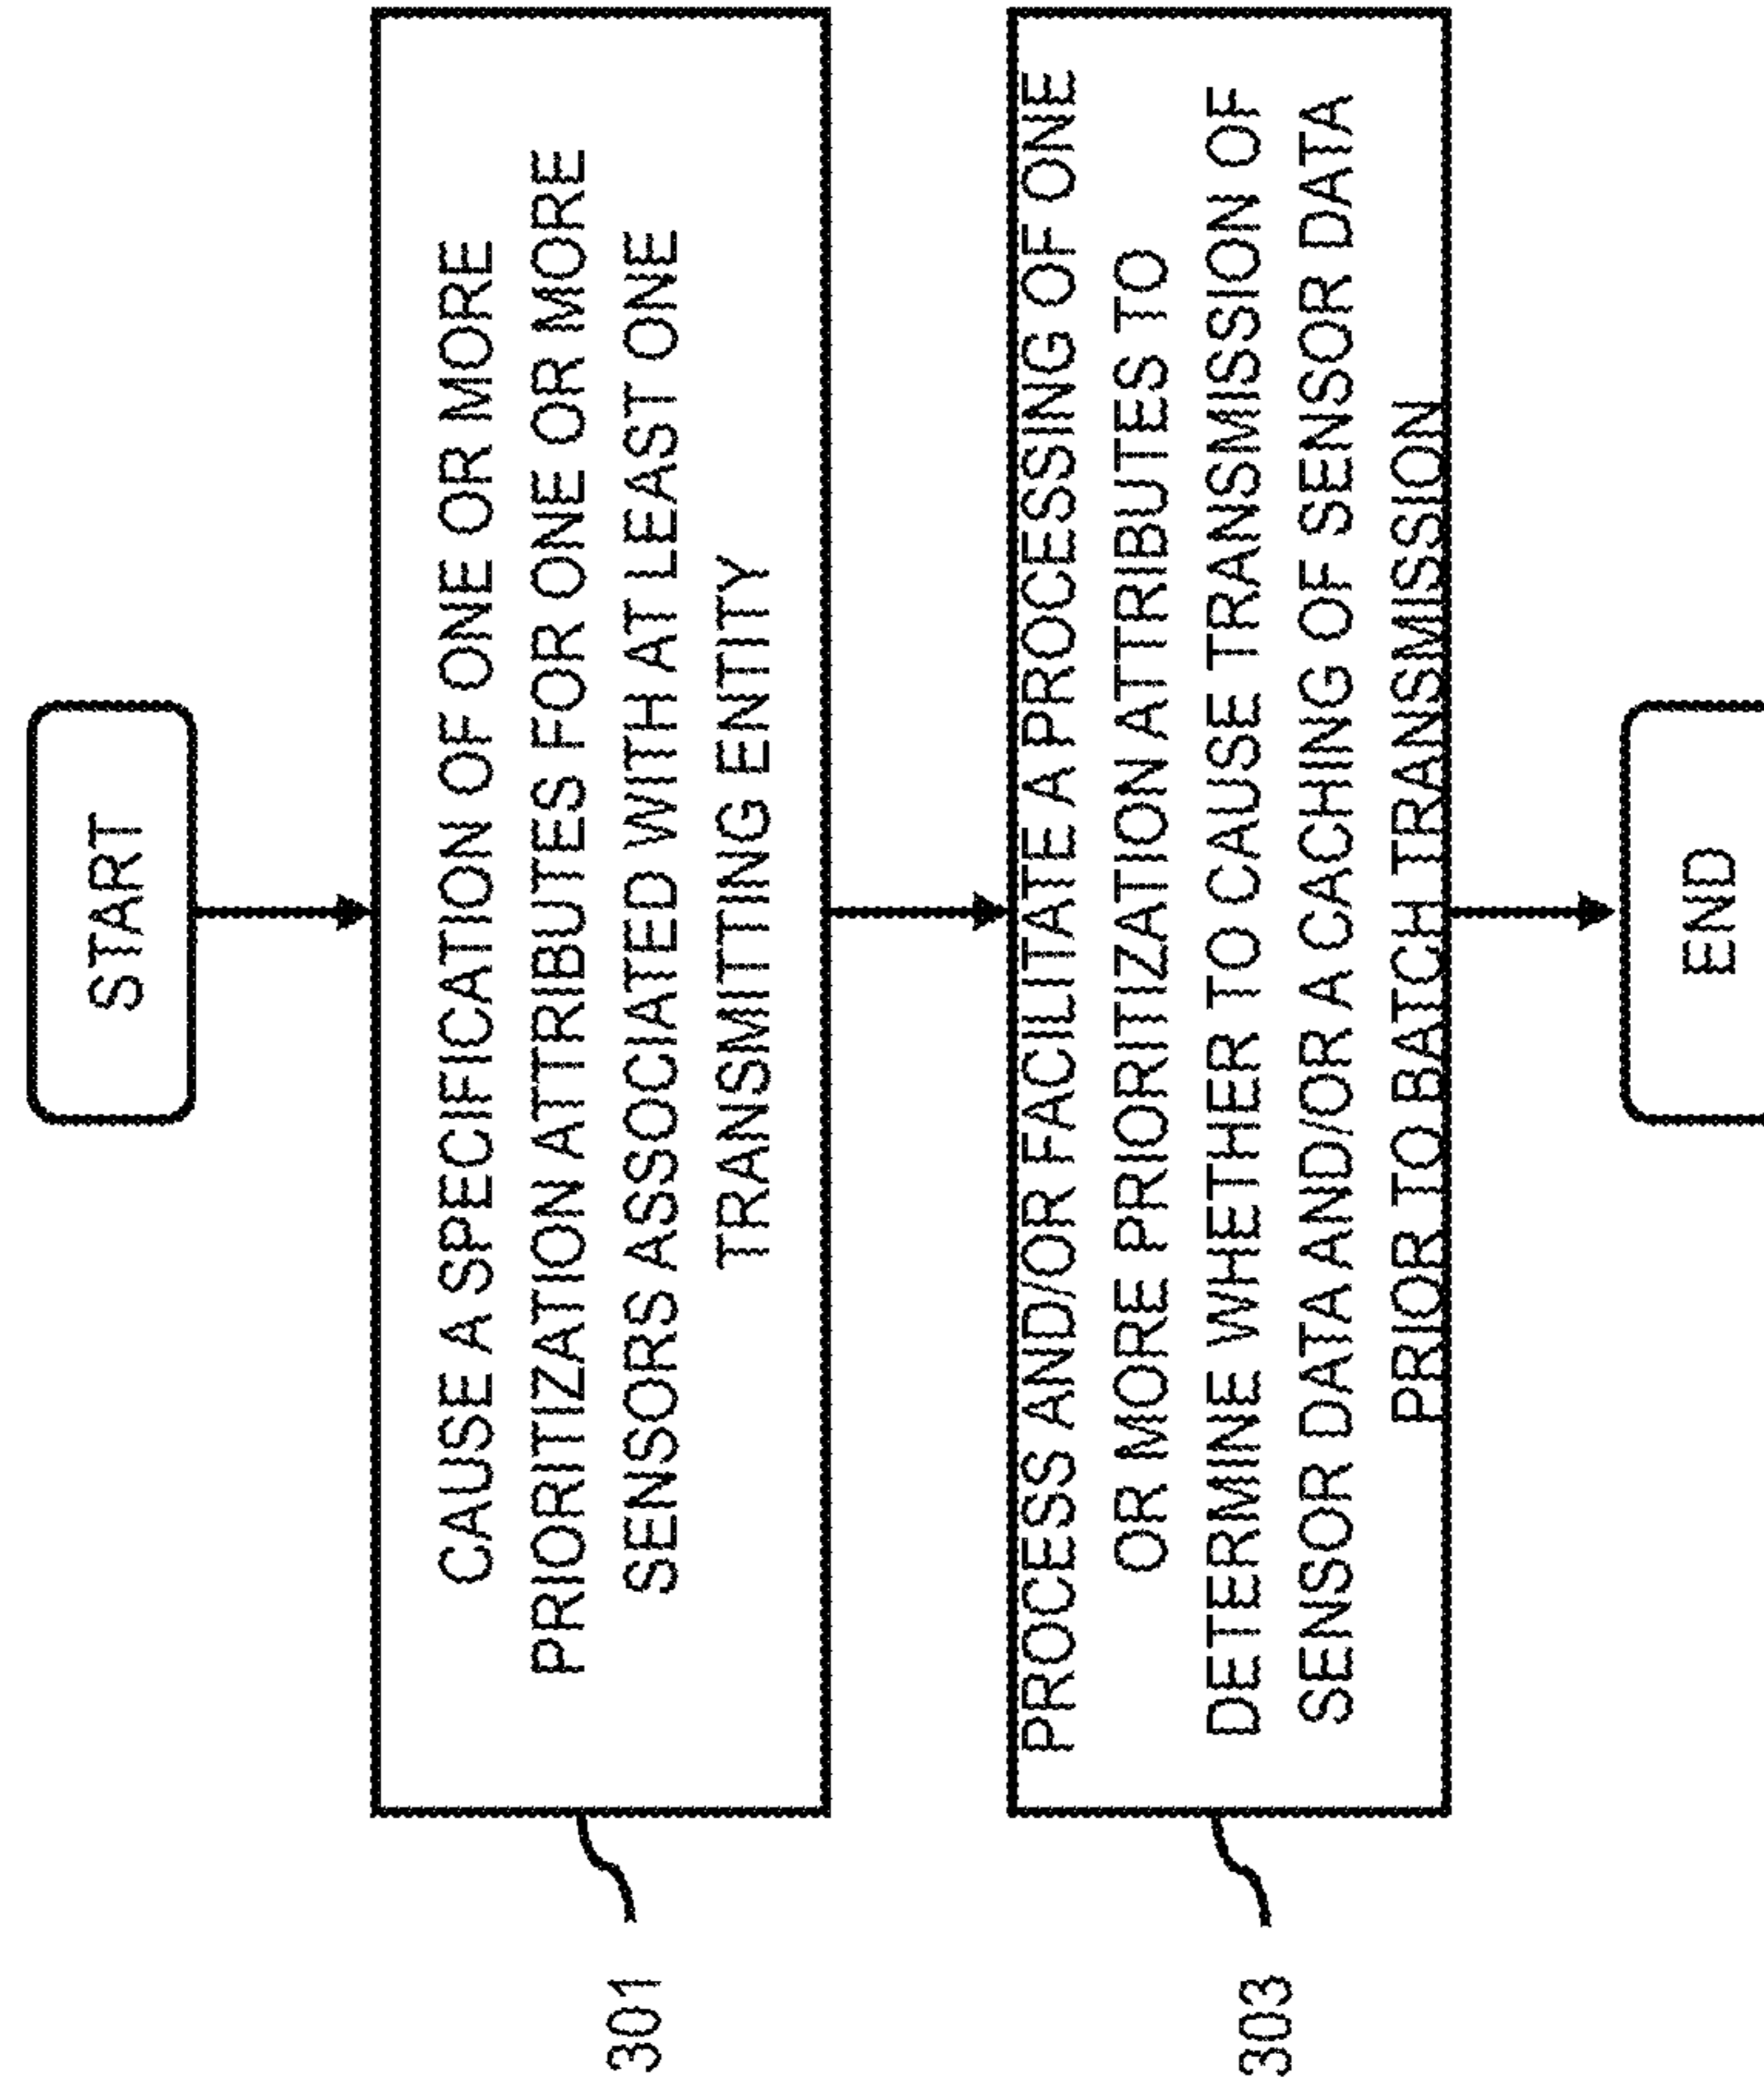 START
CAUSE A SPECIFICATION OF ONE OR MORE
PRIORITIZATION ATTRIBUTES FOR ONE OR MORE
SENSORS ASSOCIATED WITH AT LEAST ONE
TRANSMITTING ENTITY
301
PROCESS AND/OR FACILITATE A PROCESSING OF ONE
OR MORE PRIORITIZATION ATTRIBUTES TO
DETERMINE WHETHER TO CAUSE TRANSMISSION OF
SENSOR DATA AND/OR A CACHING OF SENSOR DATA
PRIOR TO BATCH TRANSMISSION
303
END